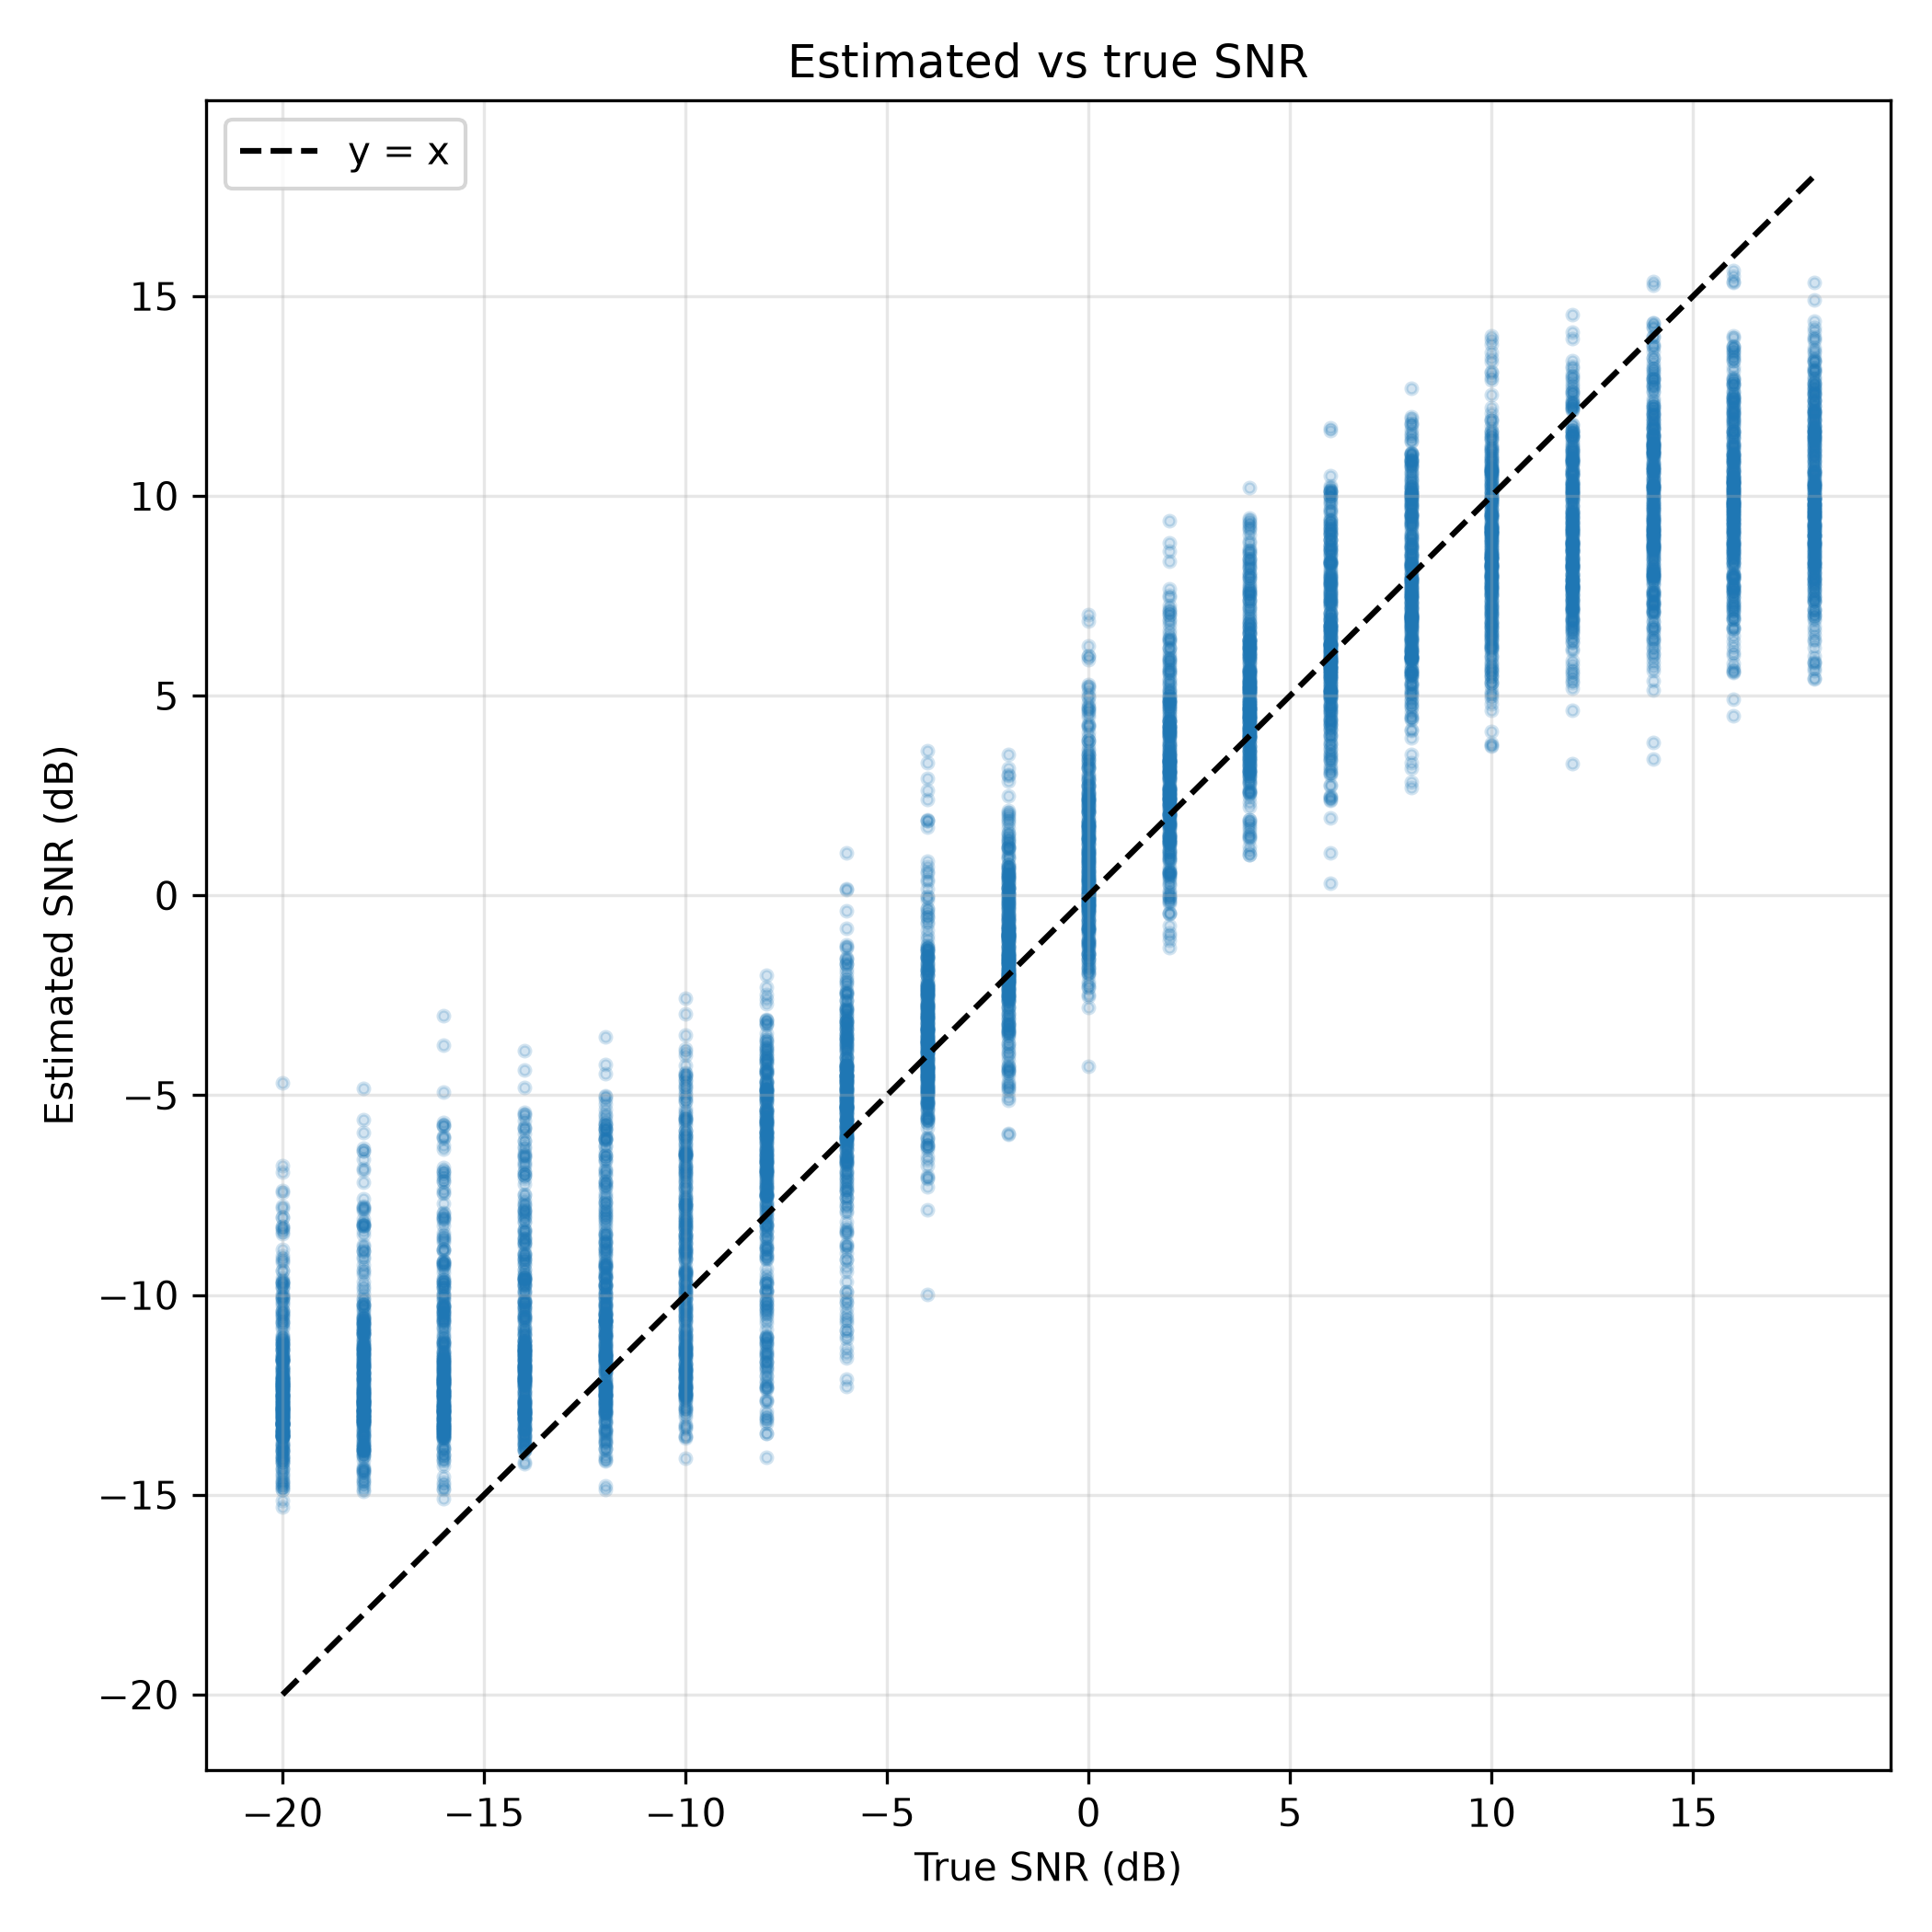 Estimated vs true SNR
y = x
15
10
5
0
−5
−10
−15
−20
Estimated SNR (dB)
−20 −15 −10 −5 0 5 10 15
True SNR (dB)